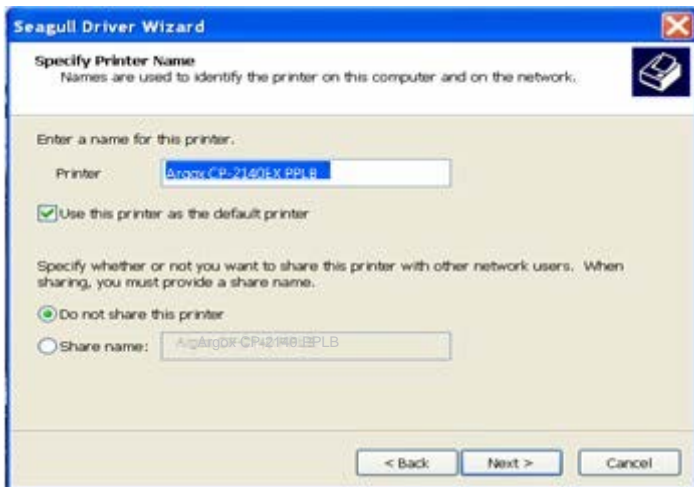 Seagull Driver Wizard
Specify Printer Name
Names are used to identify the printer on this computer and on the network.
Enter a name for this printer.
Printer
Argox CP-2140EX PPLB
Use this printer as the default printer
Specify whether or not you want to share this printer with other network users. When
sharing, you must provide a share name.
Do not share this printer
Share name:
< Back
Next >
Cancel